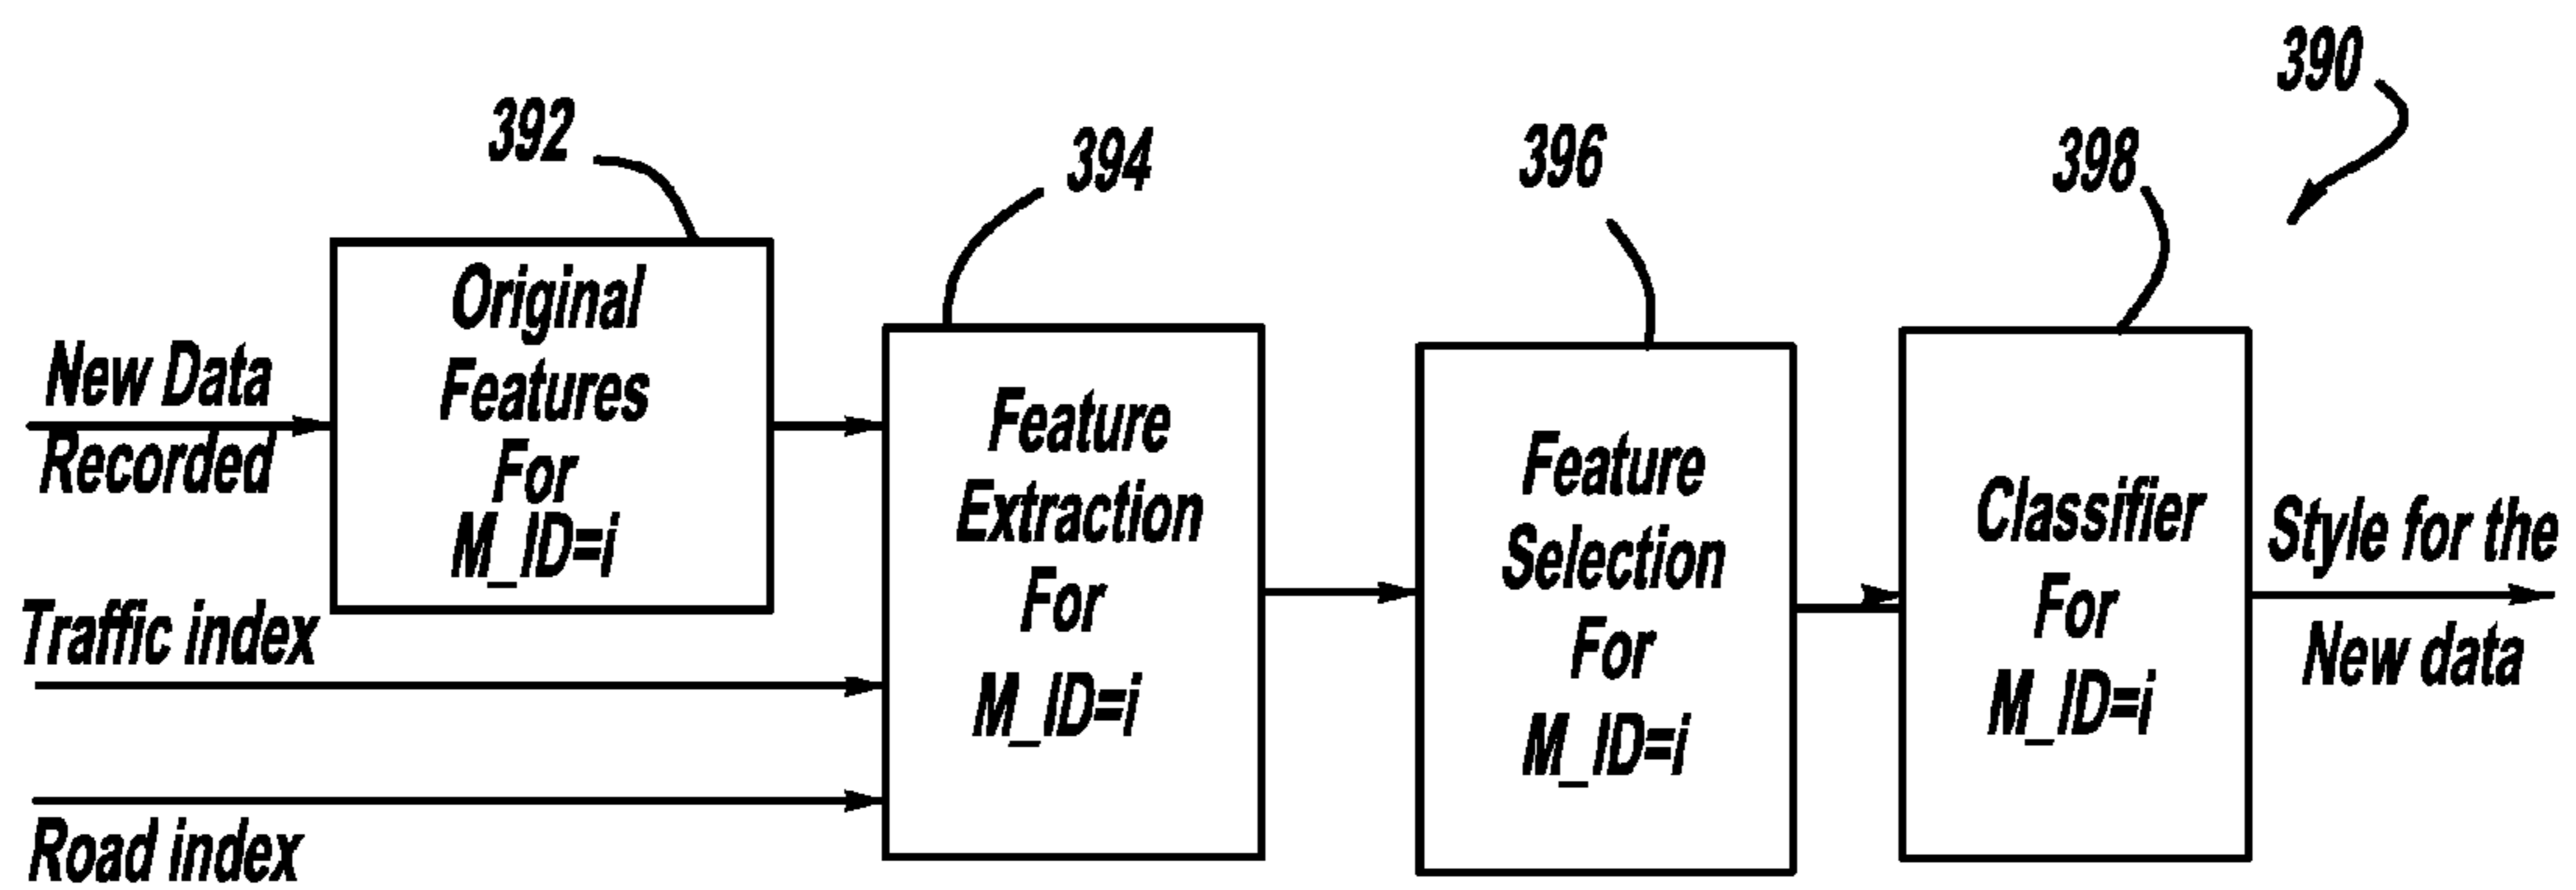 390
392
394
396
398
New Data
Recorded
Original
Features
For
M_ID=i
Traffic index
Road index
Feature
Extraction
For
M_ID=i
Feature
Selection
For
M_ID=i
Classifier
For
M_ID=i
Style for the
New data